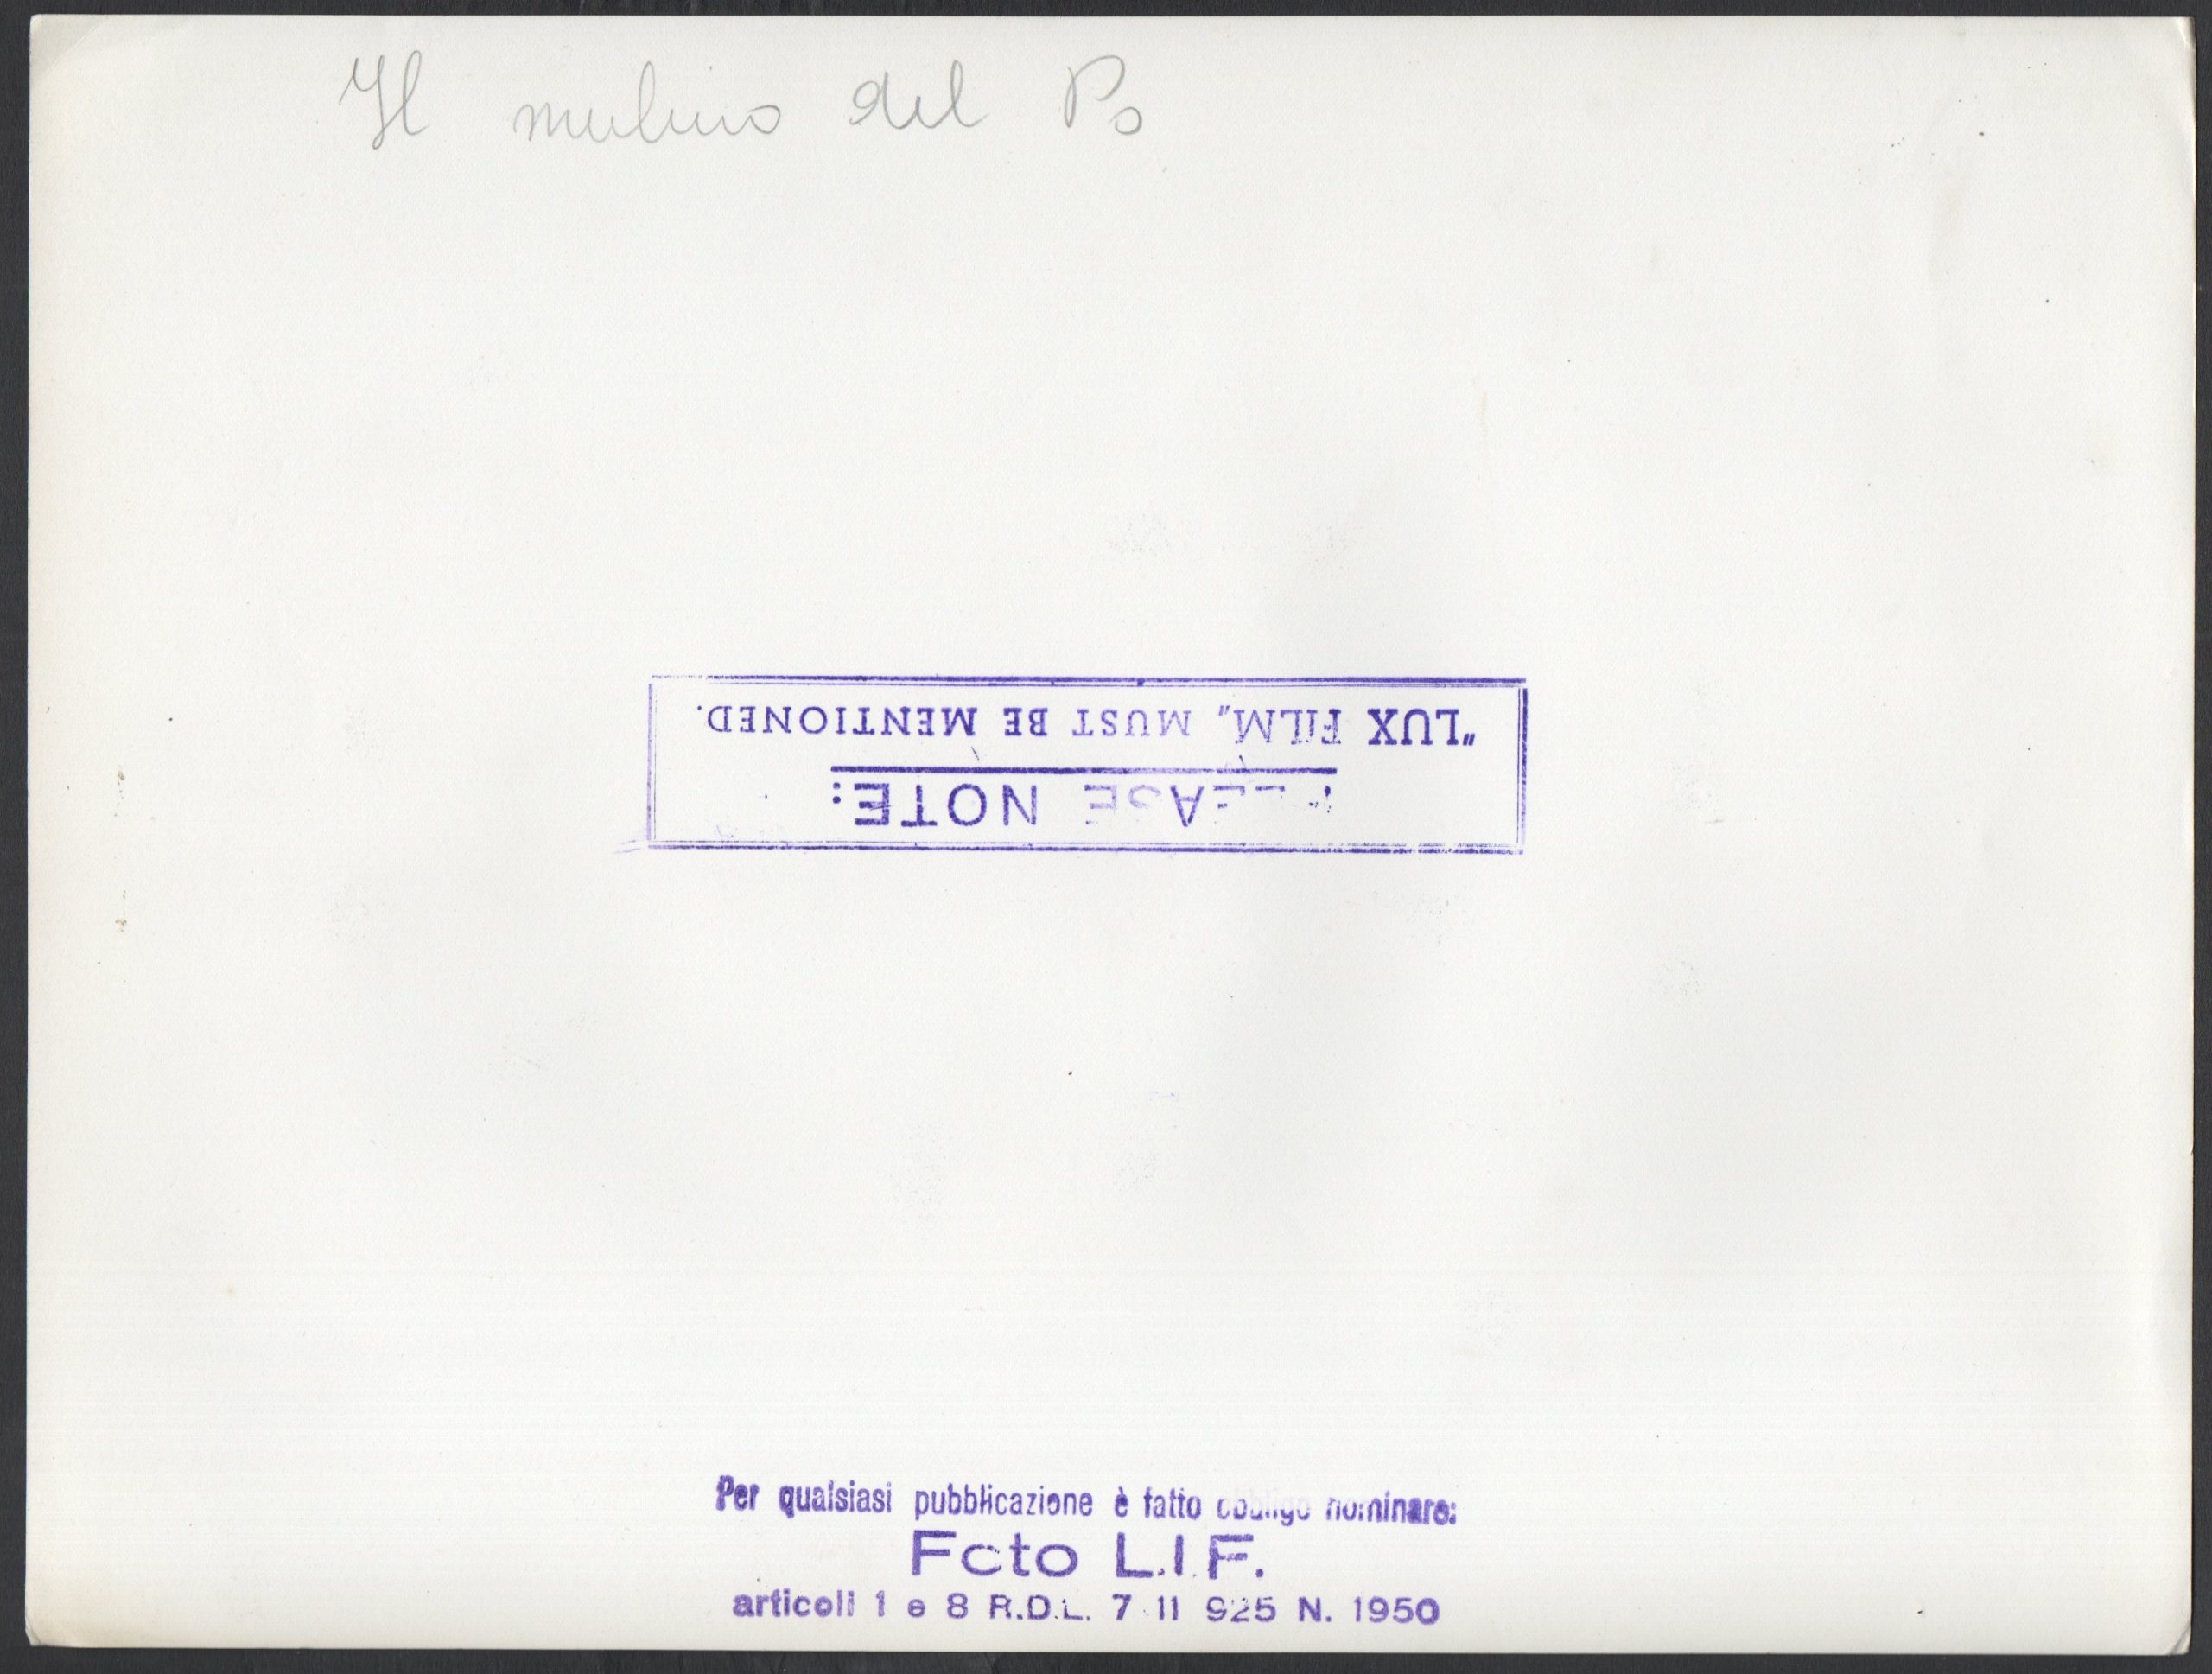 Il mulino del Po
PLEASE NOTE:
"LUX FILM„ MUST BE MENTIONED.
Per qualsiasi pubblicazione è fatto obbligo nominare:
Foto L.I.F.
articoli 1 e 8 R.D.L. 7 11 925 N. 1950